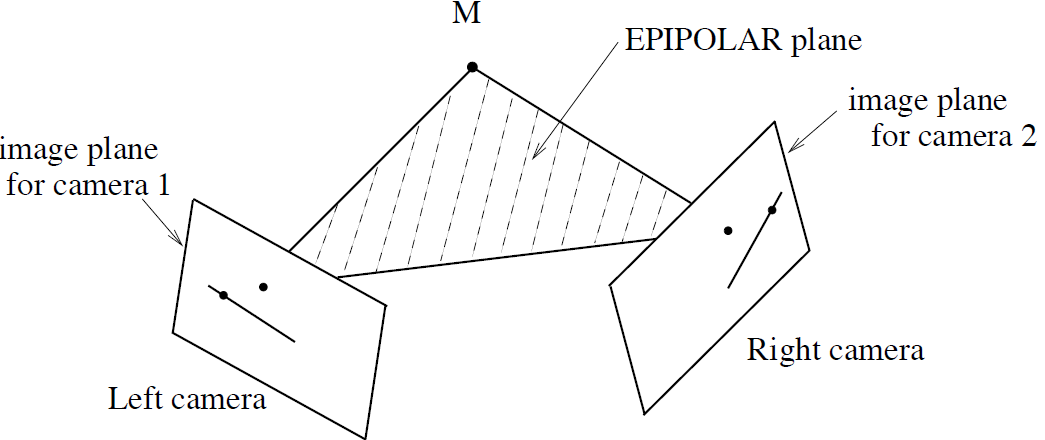 M
EPIPOLAR plane
image plane
for camera 2
image plane
for camera 1
Right camera
Left camera